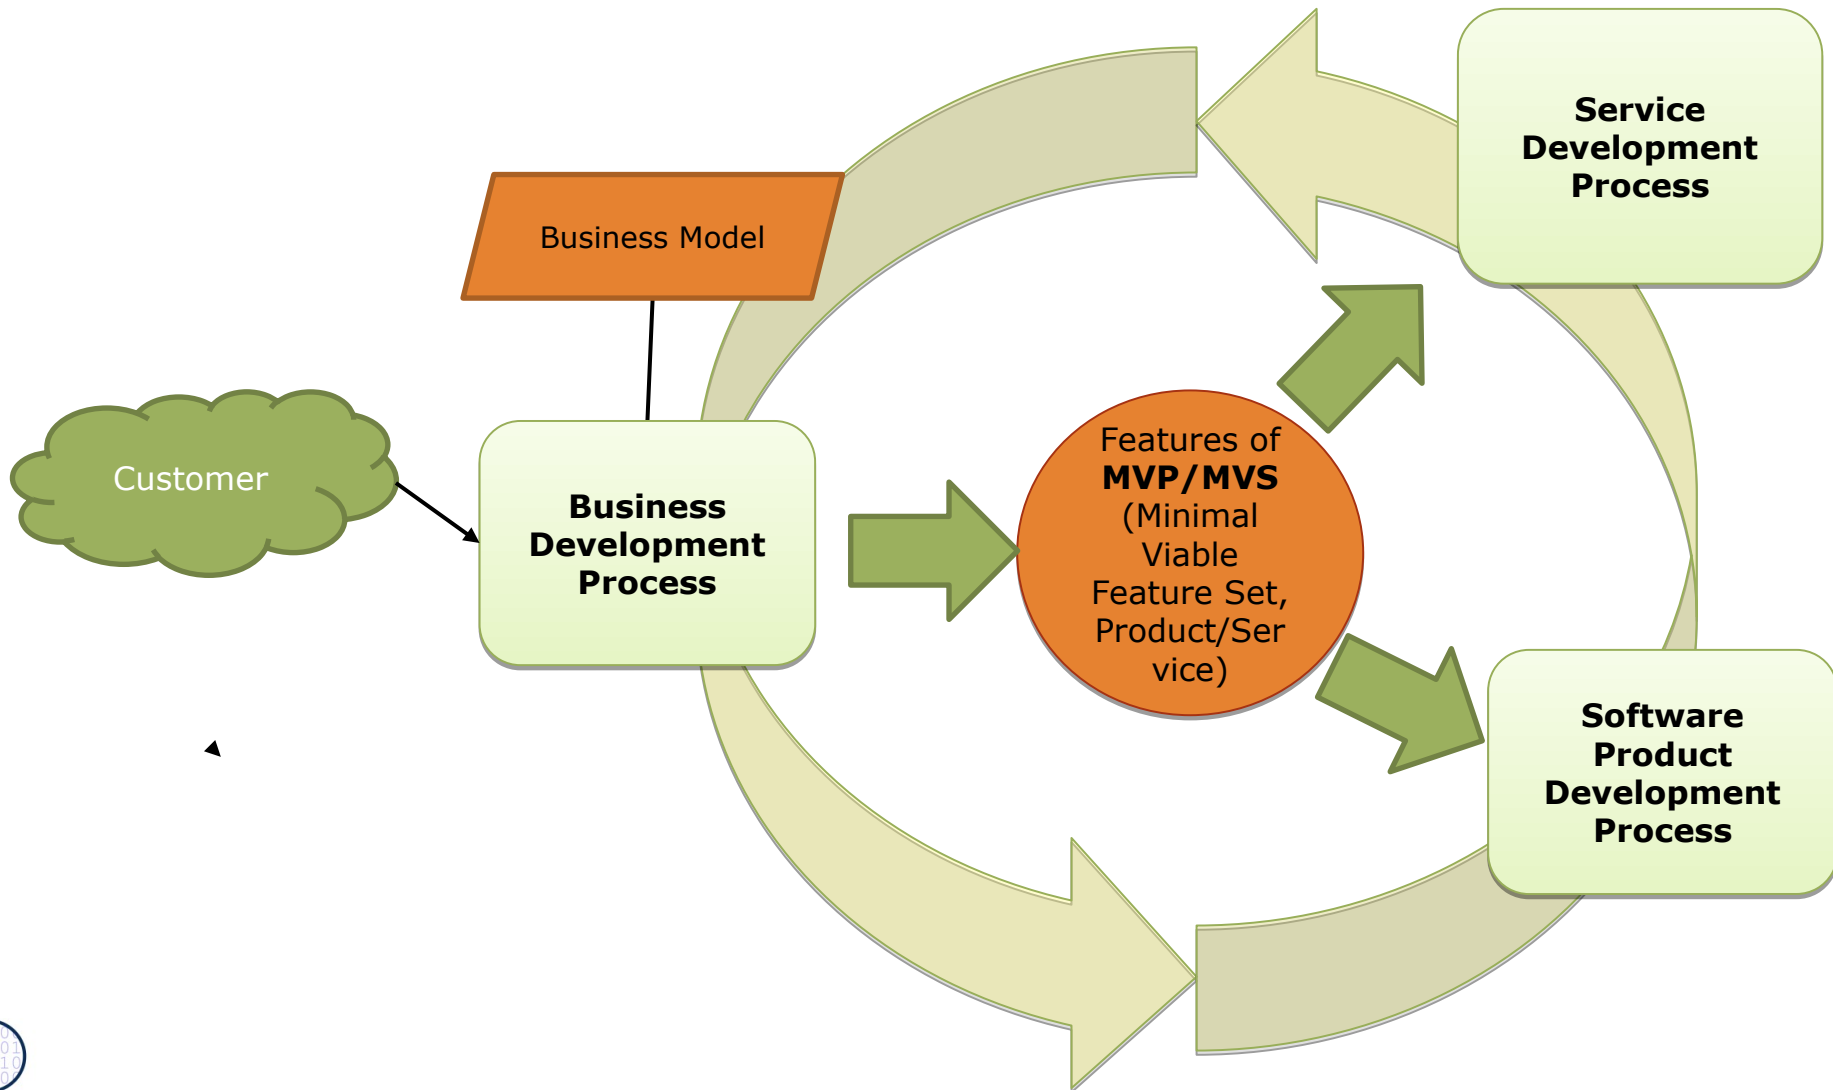 Service
Development
Process
Business Model
Customer
Business
Development
Process
Features of
MVP/MVS
(Minimal
Viable
Feature Set,
Product/Ser
vice)
Software
Product
Development
Process